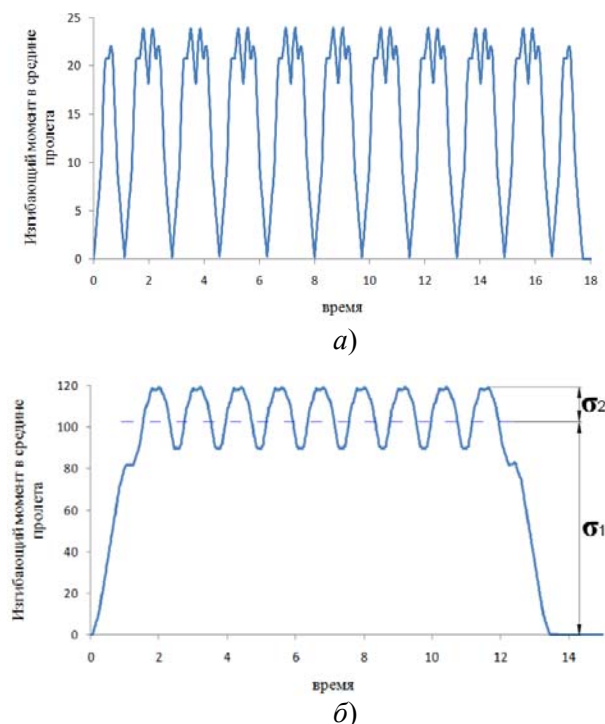 25
20
15
10
5
0
0 2 4 6 8 10 12 14 16 18
Изгибающий момент в средине
пролета
время
а)
120
100
80
60
40
20
0
0 2 4 6 8 10 12 14
Изгибающий момент в средине
пролета
σ2
σ1
время
б)